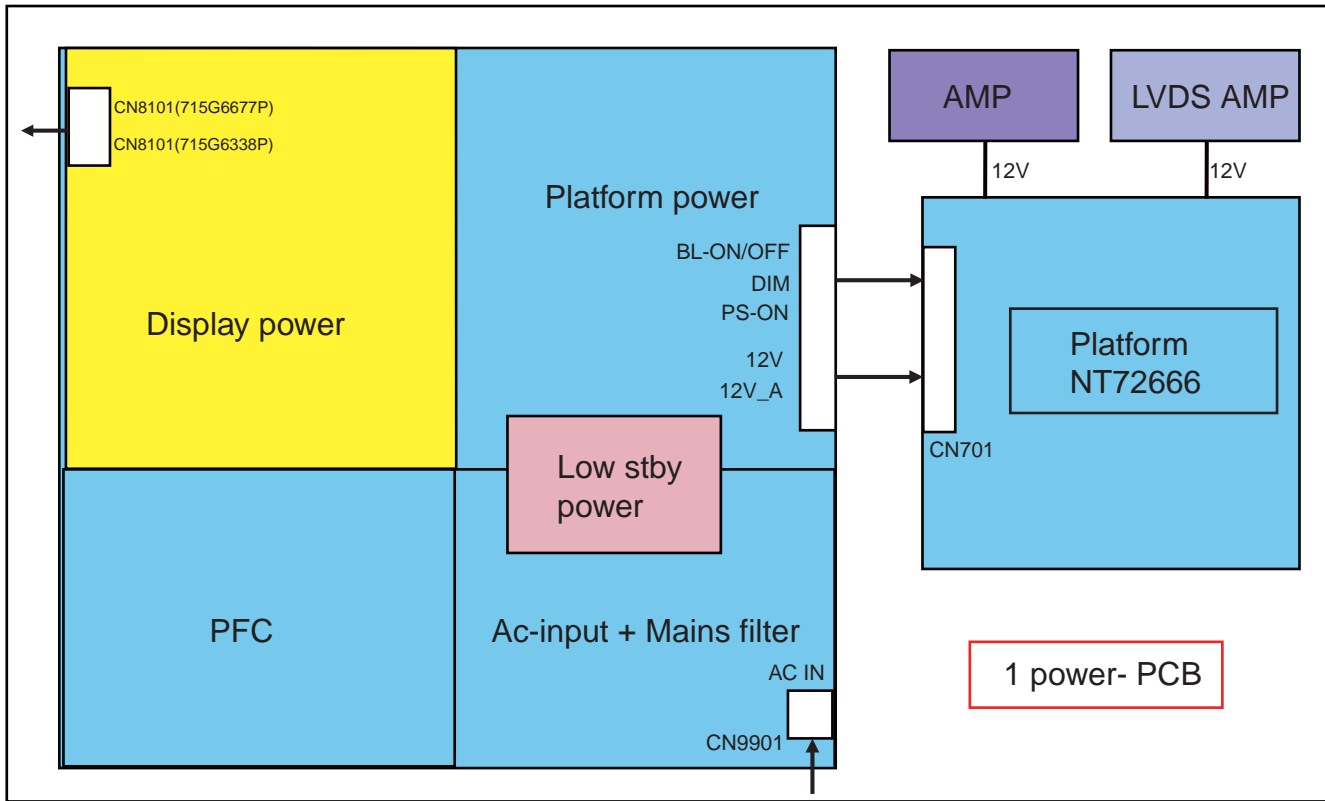 CN8101(715G6677P)
CN8101(715G6338P)
Display power
Platform power
BL-ON/OFF
DIM
PS-ON
12V
12V_A
Low stby
power
PFC
Ac-input + Mains filter
AC IN
CN9901
AMP
LVDS AMP
12V
12V
Platform
NT72666
CN701
1 power- PCB